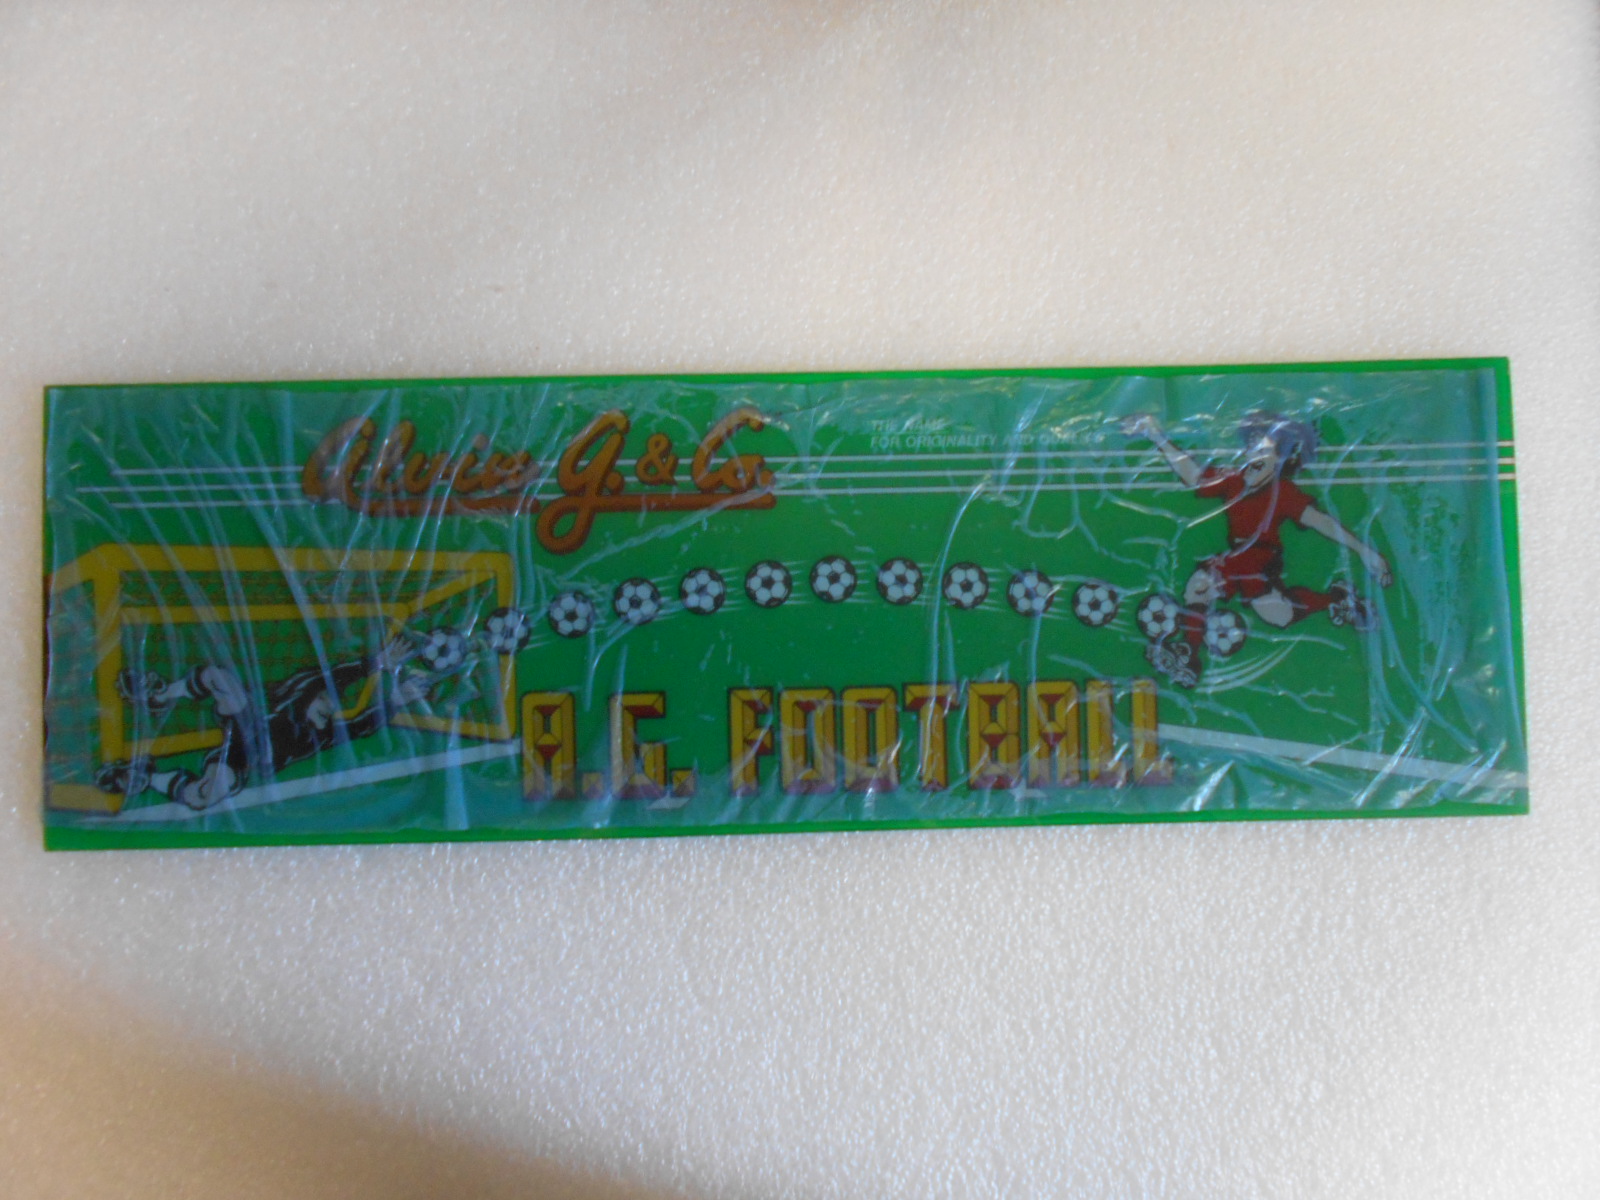 Alvin G. & Co.
THE NAME
FOR ORIGINALITY AND QUALITY
A.G. FOOTBALL